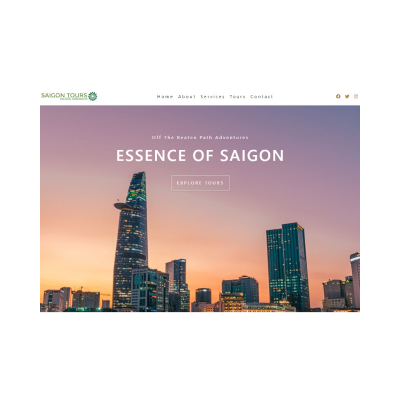 SAIGON TOURS
Home About Services Tours Contact
Off The Beaten Path Adventures
ESSENCE OF SAIGON
EXPLORE TOURS